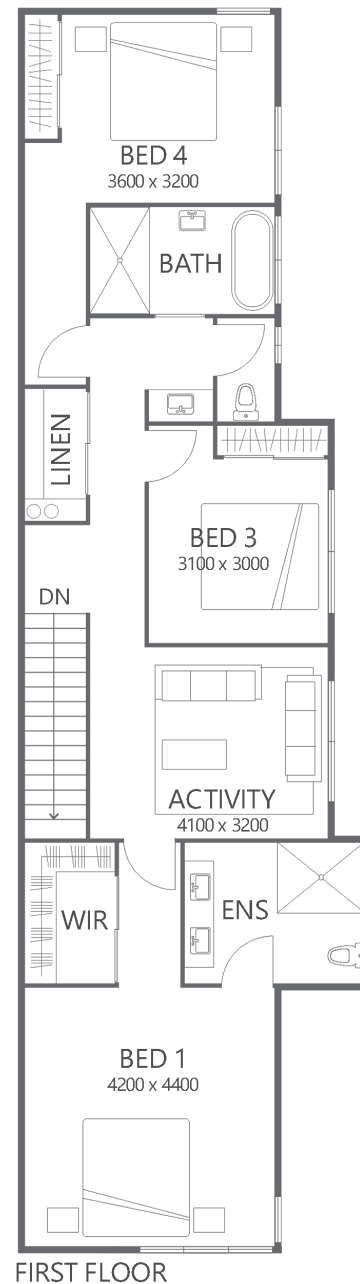 BED 4
3600 x 3200
BATH
LINEN
BED 3
3100 x 3000
DN
ACTIVITY
4100 x 3200
WIR
ENS
BED 1
4200 x 4400
FIRST FLOOR